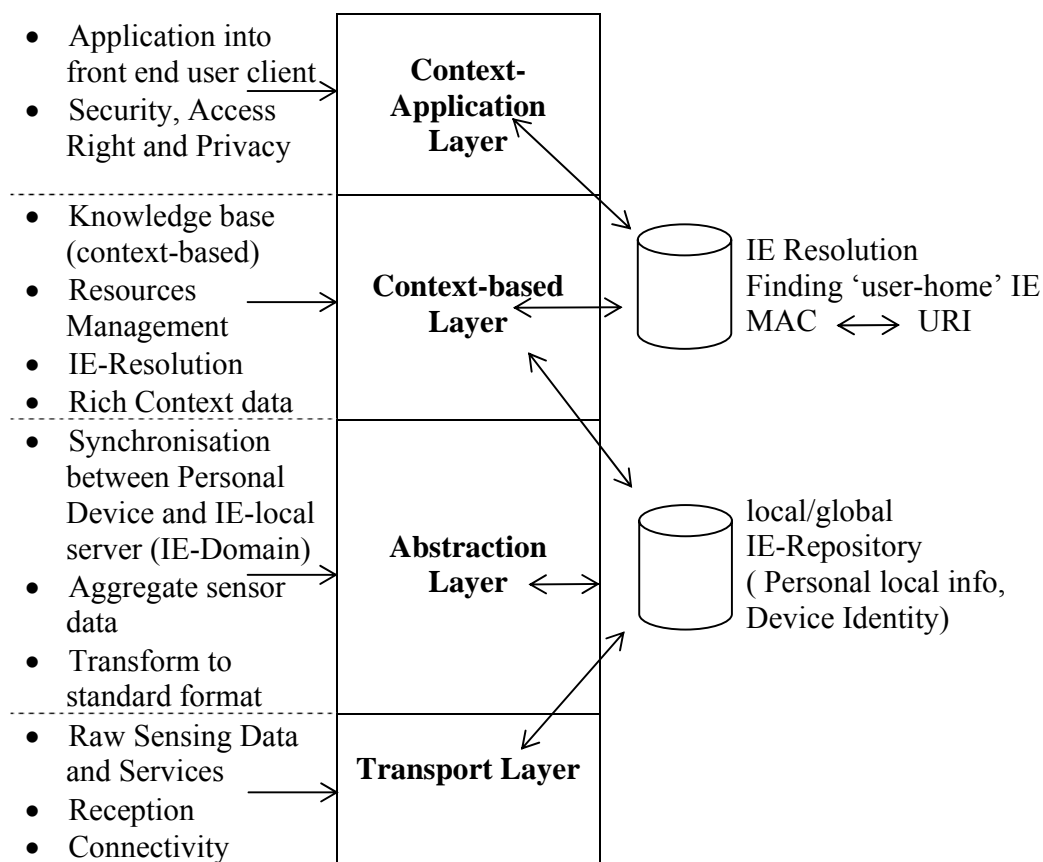 • Application into
front end user client
• Security, Access
Right and Privacy
Context-
Application
Layer
• Knowledge base
(context-based)
• Resources
Management
• IE-Resolution
• Rich Context data
Context-based
Layer
IE Resolution
Finding ‘user-home’ IE
MAC ↔ URI
• Synchronisation
between Personal
Device and IE-local
server (IE-Domain)
• Aggregate sensor
data
• Transform to
standard format
Abstraction
Layer
local/global
IE-Repository
( Personal local info,
Device Identity)
• Raw Sensing Data
and Services
• Reception
• Connectivity
Transport Layer